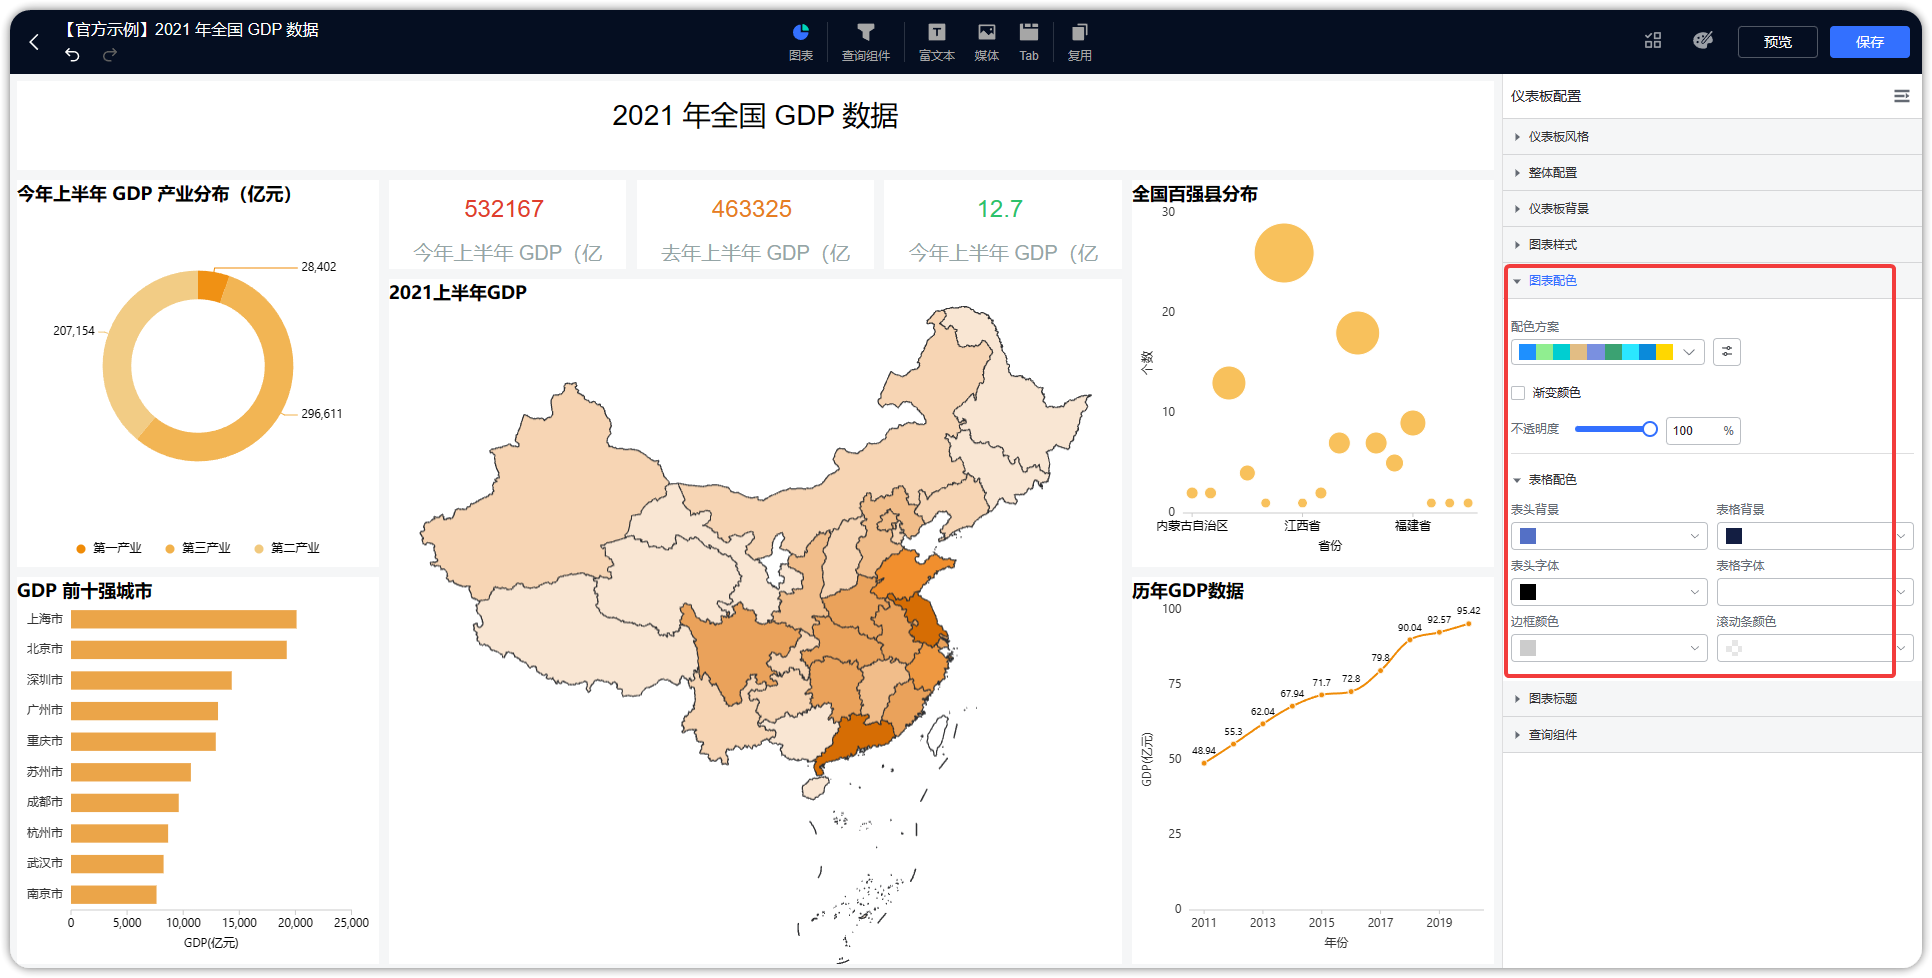 【官方示例】2021 年全国 GDP 数据
图表
查询组件
富文本
媒体
Tab
复用
预览
保存
2021 年全国 GDP 数据
今年上半年 GDP 产业分布（亿元）
28,402
207,154
296,611
第一产业
第三产业
第二产业
532167
今年上半年 GDP（亿
463325
去年上半年 GDP（亿
12.7
今年上半年 GDP（亿
2021上半年GDP
全国百强县分布
30
20
10
0
个数
内蒙古自治区
江西省
福建省
省份
GDP 前十强城市
上海市
北京市
深圳市
广州市
重庆市
苏州市
成都市
杭州市
武汉市
南京市
0
5,000
10,000
15,000
20,000
25,000
GDP(亿元)
历年GDP数据
100
75
50
25
0
GDP(亿元)
48.94
55.3
62.04
67.94
71.7
72.8
79.8
90.04
92.57
95.42
2011
2013
2015
2017
2019
年份
仪表板配置
仪表板风格
整体配置
仪表板背景
图表样式
图表配色
配色方案
渐变颜色
不透明度
100 %
表格配色
表头背景
表格背景
表头字体
表格字体
边框颜色
滚动条颜色
图表标题
查询组件